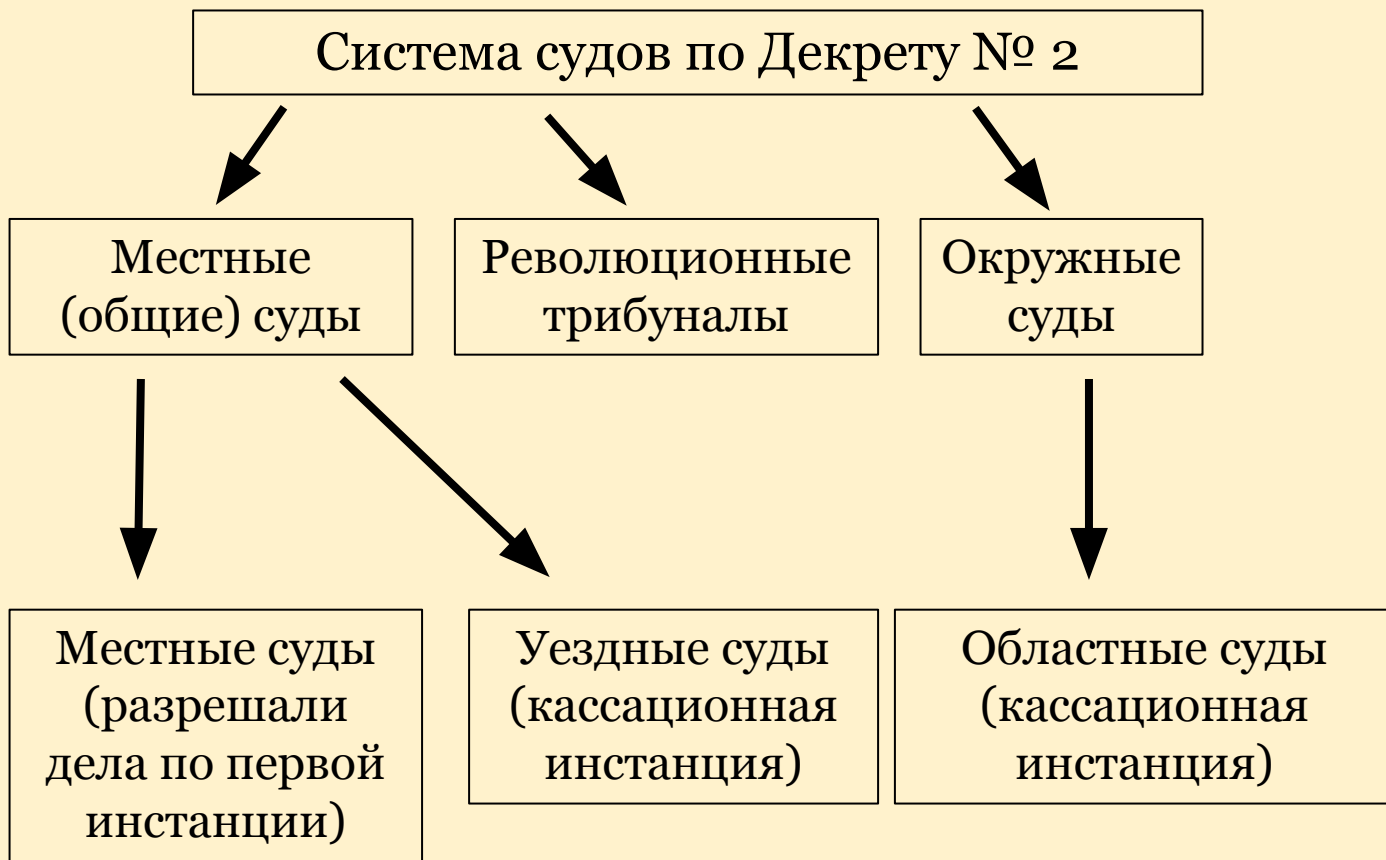 Система судов по Декрету № 2
Местные
(общие) суды
Революционные
трибуналы
Окружные
суды
Местные суды
(разрешали
дела по первой
инстанции)
Уездные суды
(кассационная
инстанция)
Областные суды
(кассационная
инстанция)